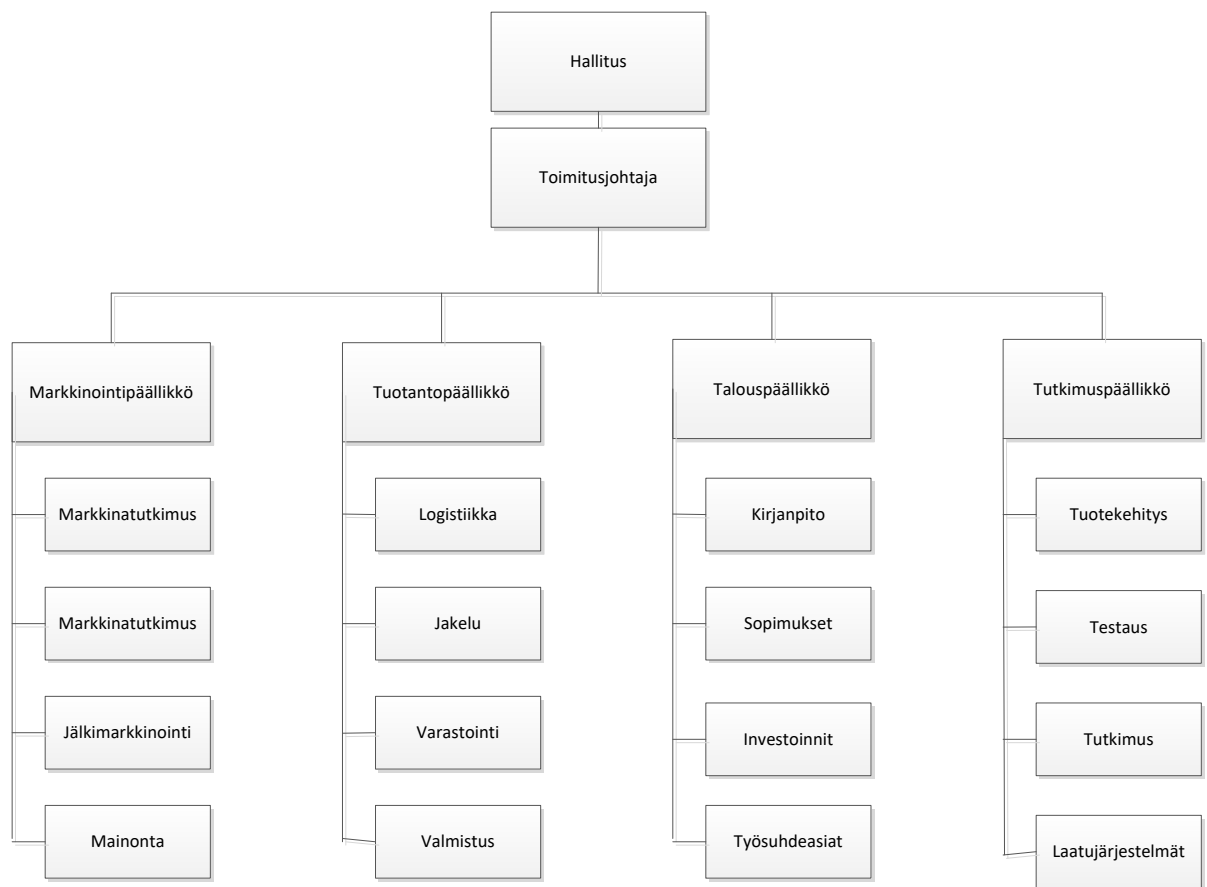 Hallitus
Toimitusjohtaja
Markkinointipäällikkö
Tuotantopäällikkö
Talouspäällikkö
Tutkimuspäällikkö
Markkinatutkimus
Logistiikka
Kirjanpito
Tuotekehitys
Markkinatutkimus
Jakelu
Sopimukset
Testaus
Jälkimarkkinointi
Varastointi
Investoinnit
Tutkimus
Mainonta
Valmistus
Työsuhdeasiat
Laatujärjestelmät